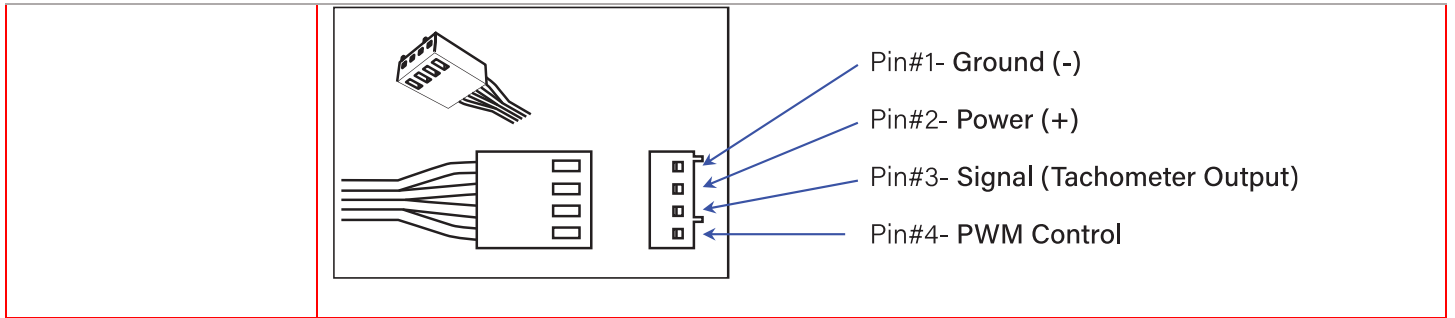 Pin#1- Ground (-)
Pin#2- Power (+)
Pin#3- Signal (Tachometer Output)
Pin#4- PWM Control